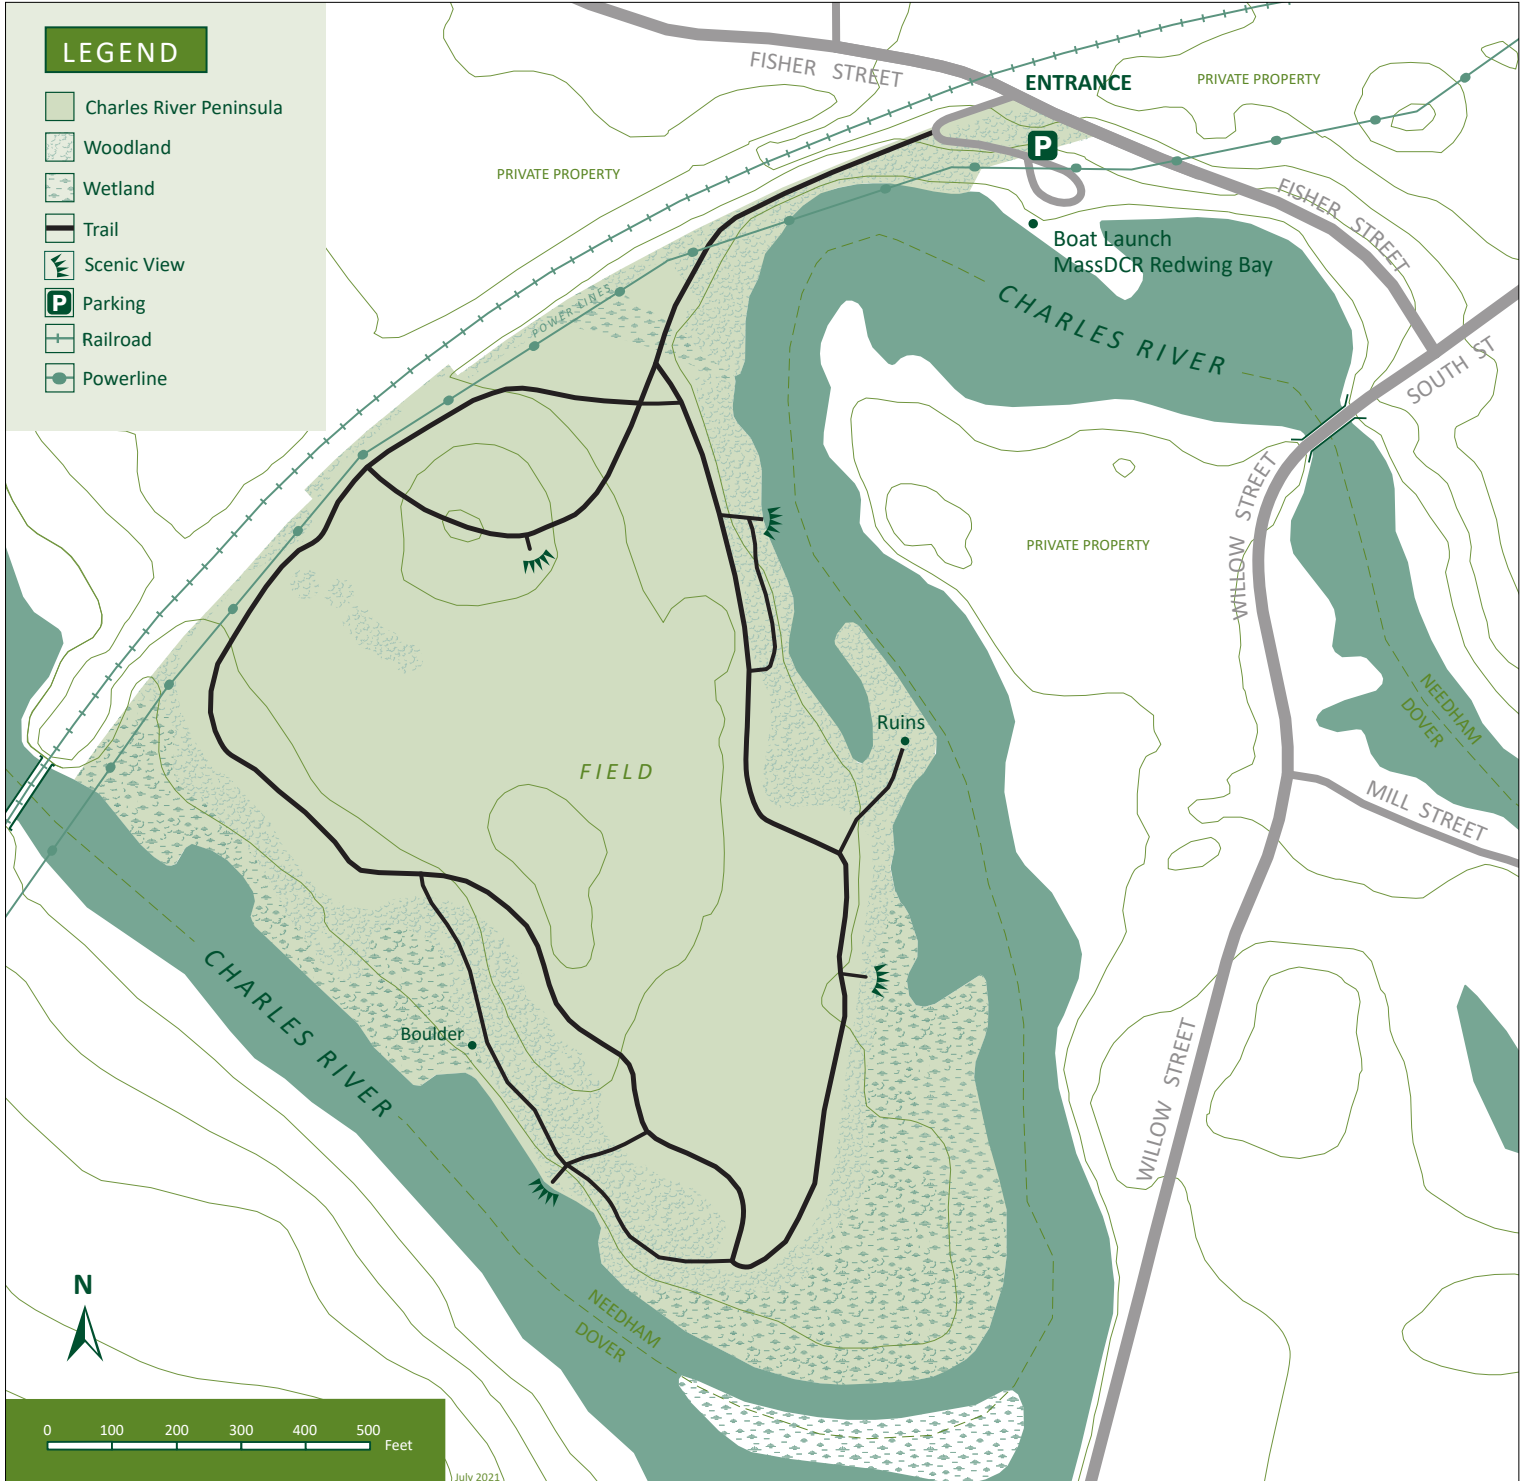 LEGEND
Charles River Peninsula
Woodland
Wetland
Trail
Scenic View
P
Parking
Railroad
Powerline
FISHER STREET
ENTRANCE
PRIVATE PROPERTY
P
PRIVATE PROPERTY
FISHER STREET
Boat Launch
MassDCR Redwing Bay
CHARLES RIVER
POWER LINES
SOUTH ST
WILLOW STREET
PRIVATE PROPERTY
NEEDHAM
DOVER
Ruins
FIELD
MILL STREET
CHARLES RIVER
Boulder
WILLOW STREET
N
NEEDHAM
DOVER
0 100 200 300 400 500
Feet
July 2021